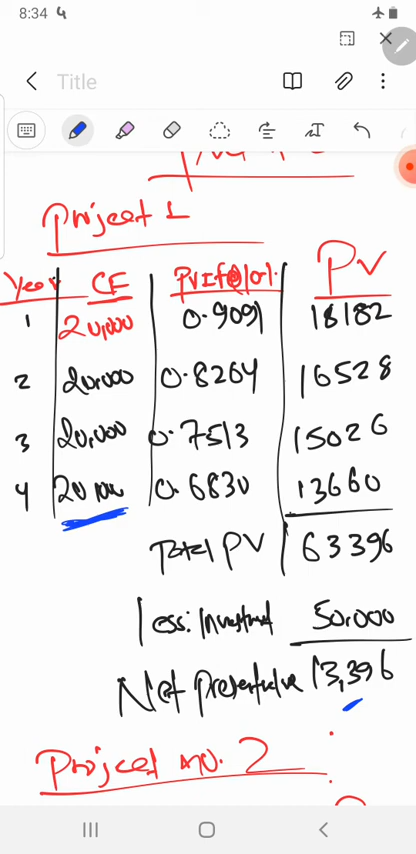 8:34
Title
Project 1
Year CF PVIF@10% PV
1 20,000 0.9091 18182
2 20,000 0.8264 16528
3 20,000 0.7513 15026
4 20,000 0.6830 13660
Total PV 63396
less: Investment 50,000
Net Present value 13,396
Project no. 2